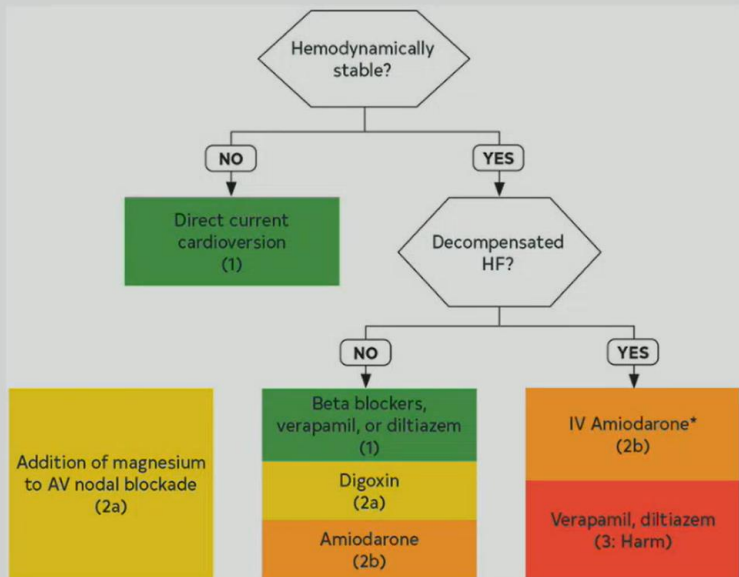 Hemodynamically
stable?
NO
YES
Direct current
cardioversion
(1)
Decompensated
HF?
NO
YES
Addition of magnesium
to AV nodal blockade
(2a)
Beta blockers,
verapamil, or diltiazem
(1)
Digoxin
(2a)
Amiodarone
(2b)
IV Amiodarone*
(2b)
Verapamil, diltiazem
(3: Harm)